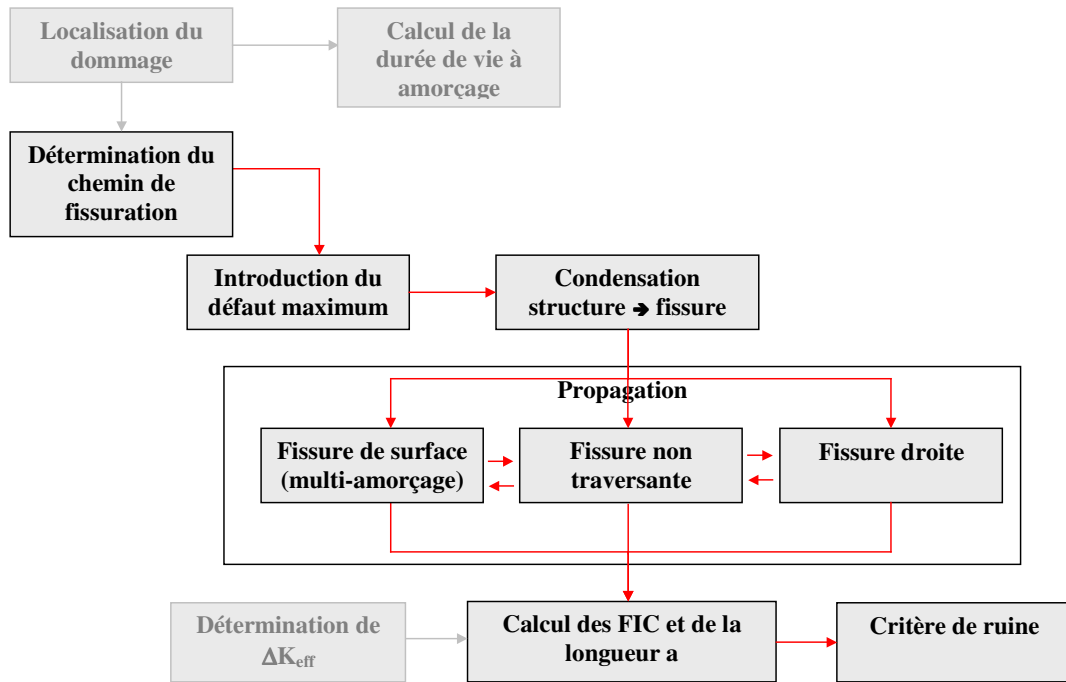 Localisation du
dommage
Calcul de la
durée de vie à
amorçage
Détermination du
chemin de
fissuration
Introduction du
défaut maximum
Condensation
structure ➔ fissure
Propagation
Fissure de surface
(multi-amorçage)
Fissure non
traversante
Fissure droite
Détermination de
ΔKeff
Calcul des FIC et de la
longueur a
Critère de ruine